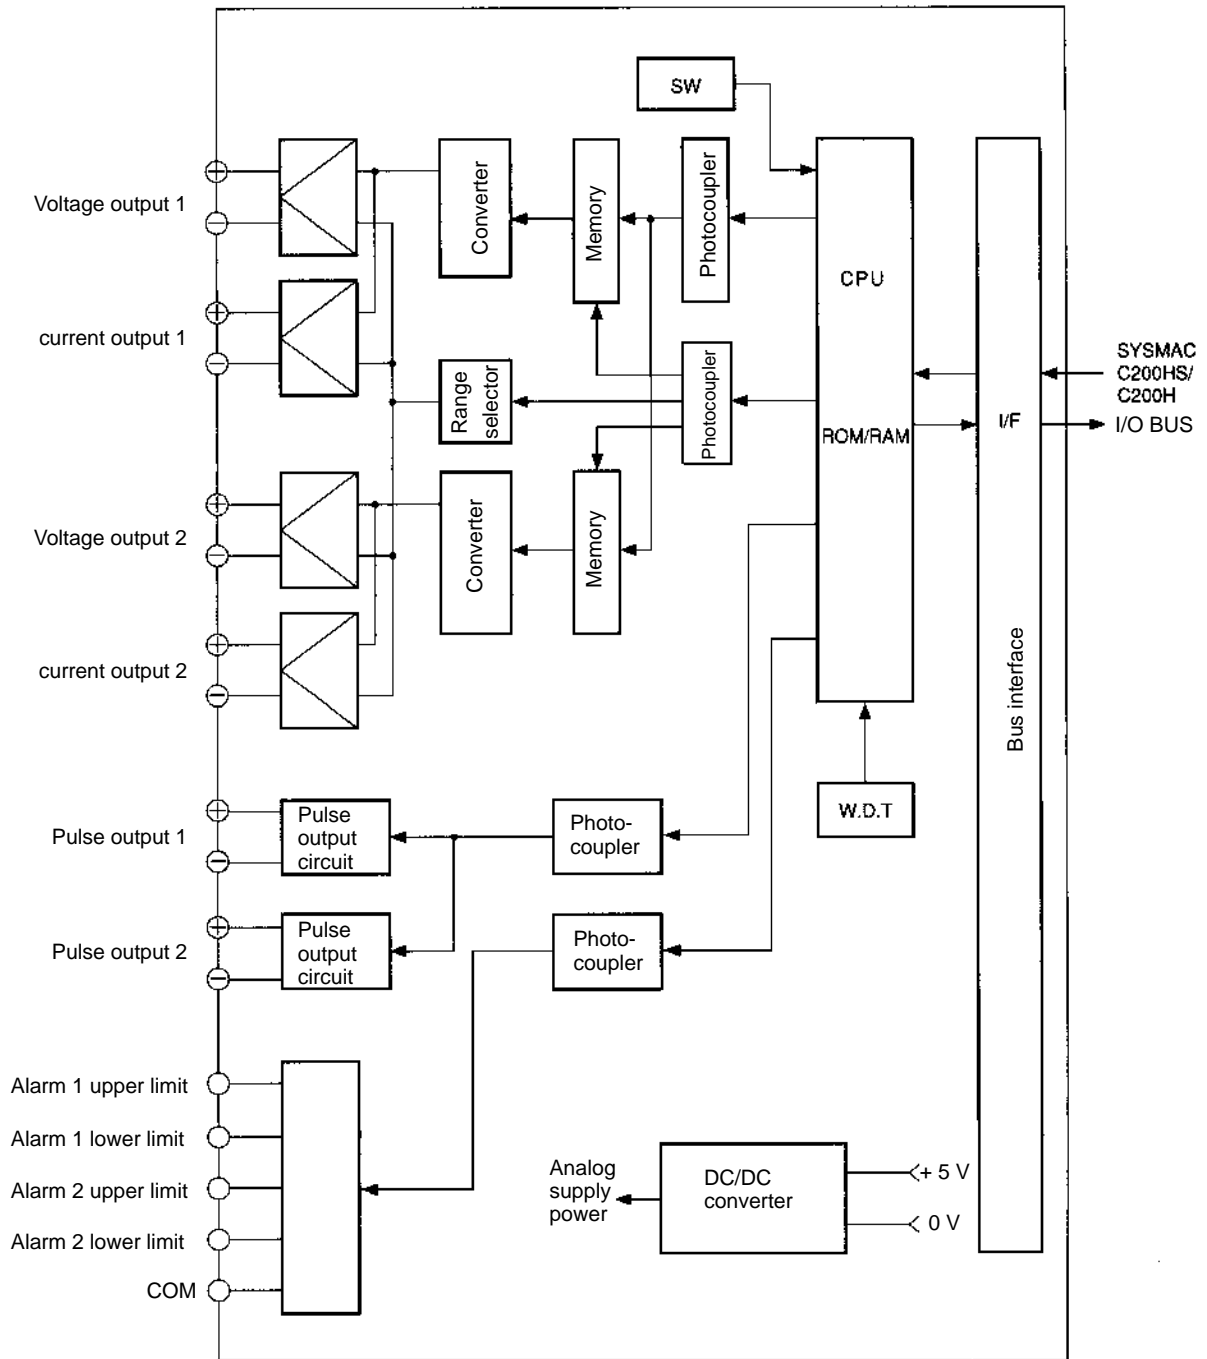 SW
Voltage output 1
+
−
Converter
Memory
Photocoupler
CPU
current output 1
+
−
Range
selector
Photocoupler
ROM/RAM
I/F
SYSMAC
C200HS/
C200H
I/O BUS
Voltage output 2
+
−
Converter
Memory
current output 2
+
−
Bus interface
W.D.T
Pulse output 1
+
−
Pulse
output
circuit
Photo-
coupler
Pulse output 2
+
−
Pulse
output
circuit
Photo-
coupler
Alarm 1 upper limit
Alarm 1 lower limit
Alarm 2 upper limit
Alarm 2 lower limit
COM
Analog
supply
power
DC/DC
converter
+ 5 V
0 V